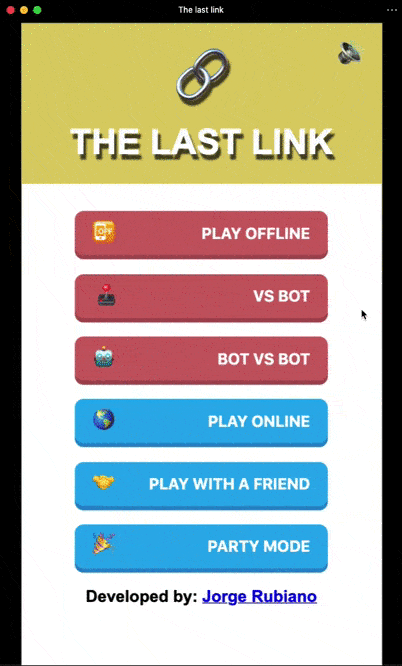 The last link
THE LAST LINK
OFF
PLAY OFFLINE
VS BOT
BOT VS BOT
PLAY ONLINE
PLAY WITH A FRIEND
PARTY MODE
Developed by: Jorge Rubiano